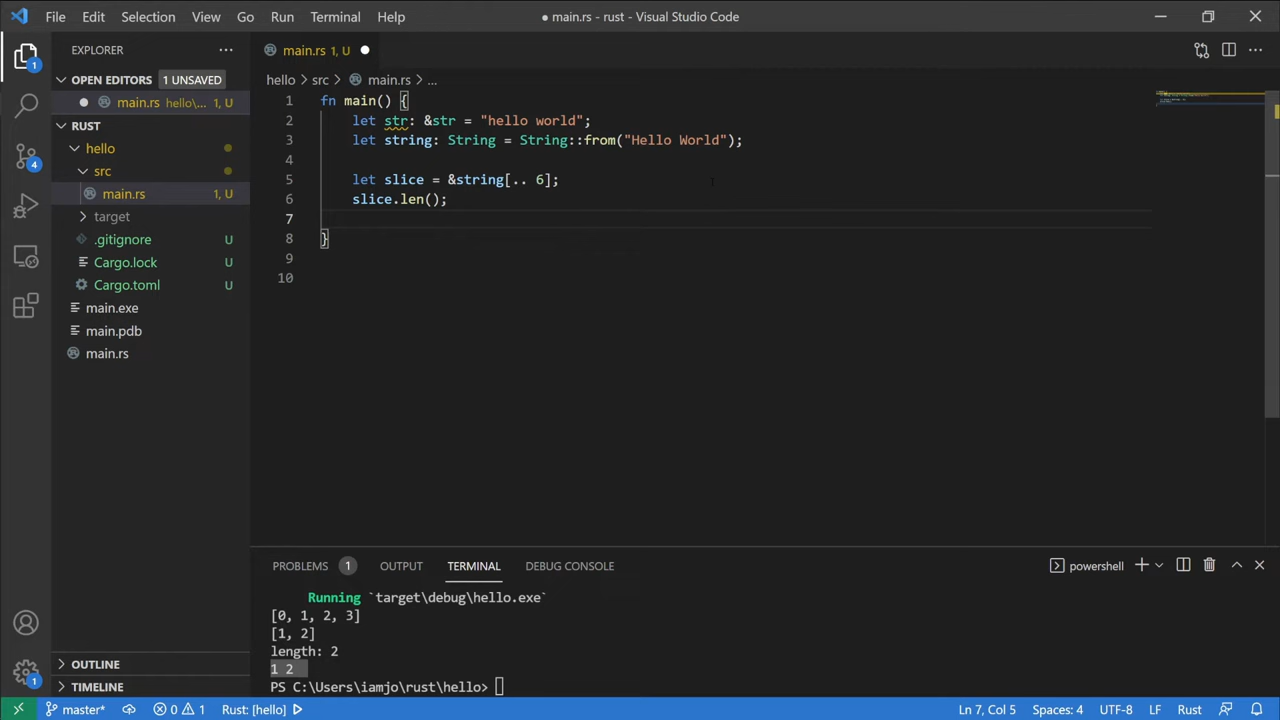 File Edit Selection View Go Run Terminal Help
● main.rs - rust - Visual Studio Code
EXPLORER
OPEN EDITORS 1 UNSAVED
main.rs hello\... 1, U
RUST
hello
src
main.rs 1, U
target
.gitignore U
Cargo.lock U
Cargo.toml U
main.exe
main.pdb
main.rs
OUTLINE
TIMELINE
1
4
1
main.rs 1, U
hello > src > main.rs > ...
1 fn main() {
2 let str: &str = "hello world";
3 let string: String = String::from("Hello World");
4
5 let slice = &string[.. 6];
6 slice.len();
7
8 }
9
10
PROBLEMS 1 OUTPUT TERMINAL DEBUG CONSOLE
powershell
Running `target\debug\hello.exe`
[0, 1, 2, 3]
[1, 2]
length: 2
1 2
PS C:\Users\iamjo\rust\hello>
master* 0 1 Rust: [hello] Ln 7, Col 5 Spaces: 4 UTF-8 LF Rust